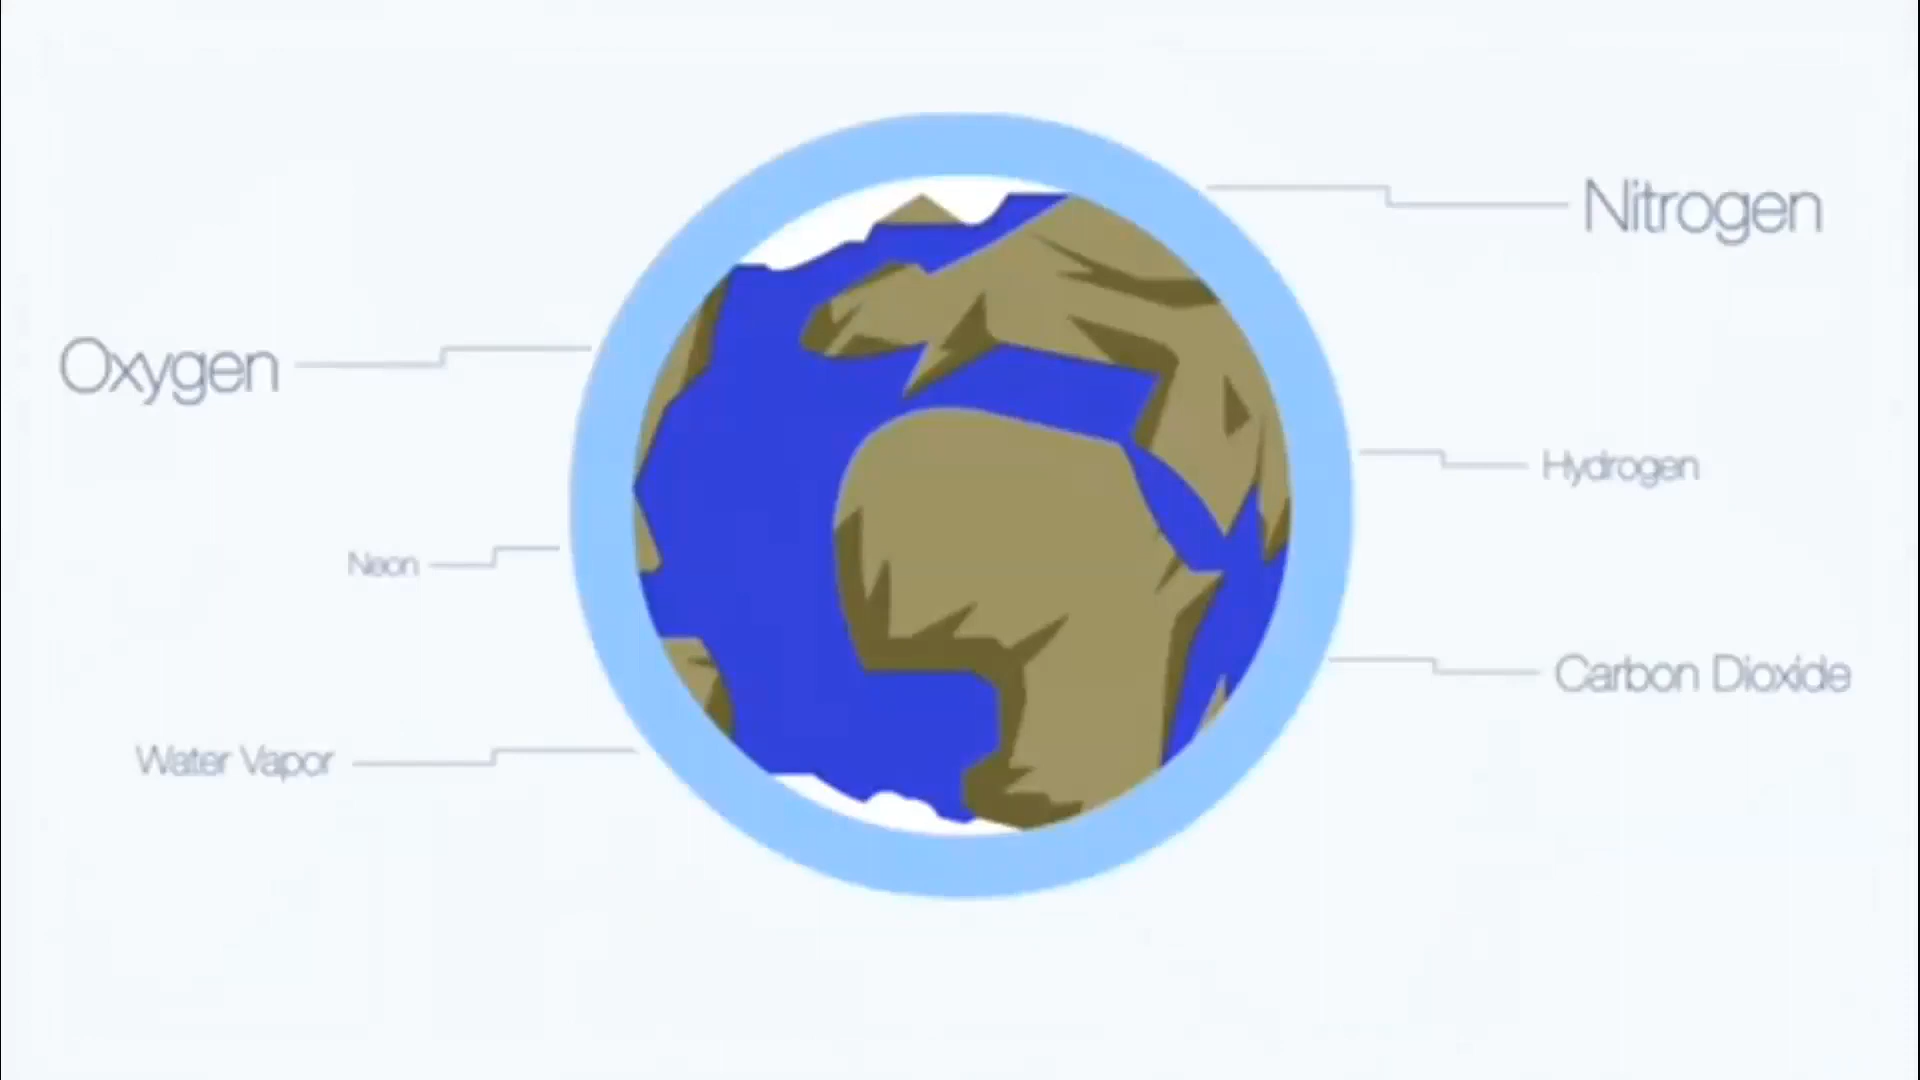 Nitrogen
Oxygen
Hydrogen
Neon
Carbon Dioxide
Water Vapor